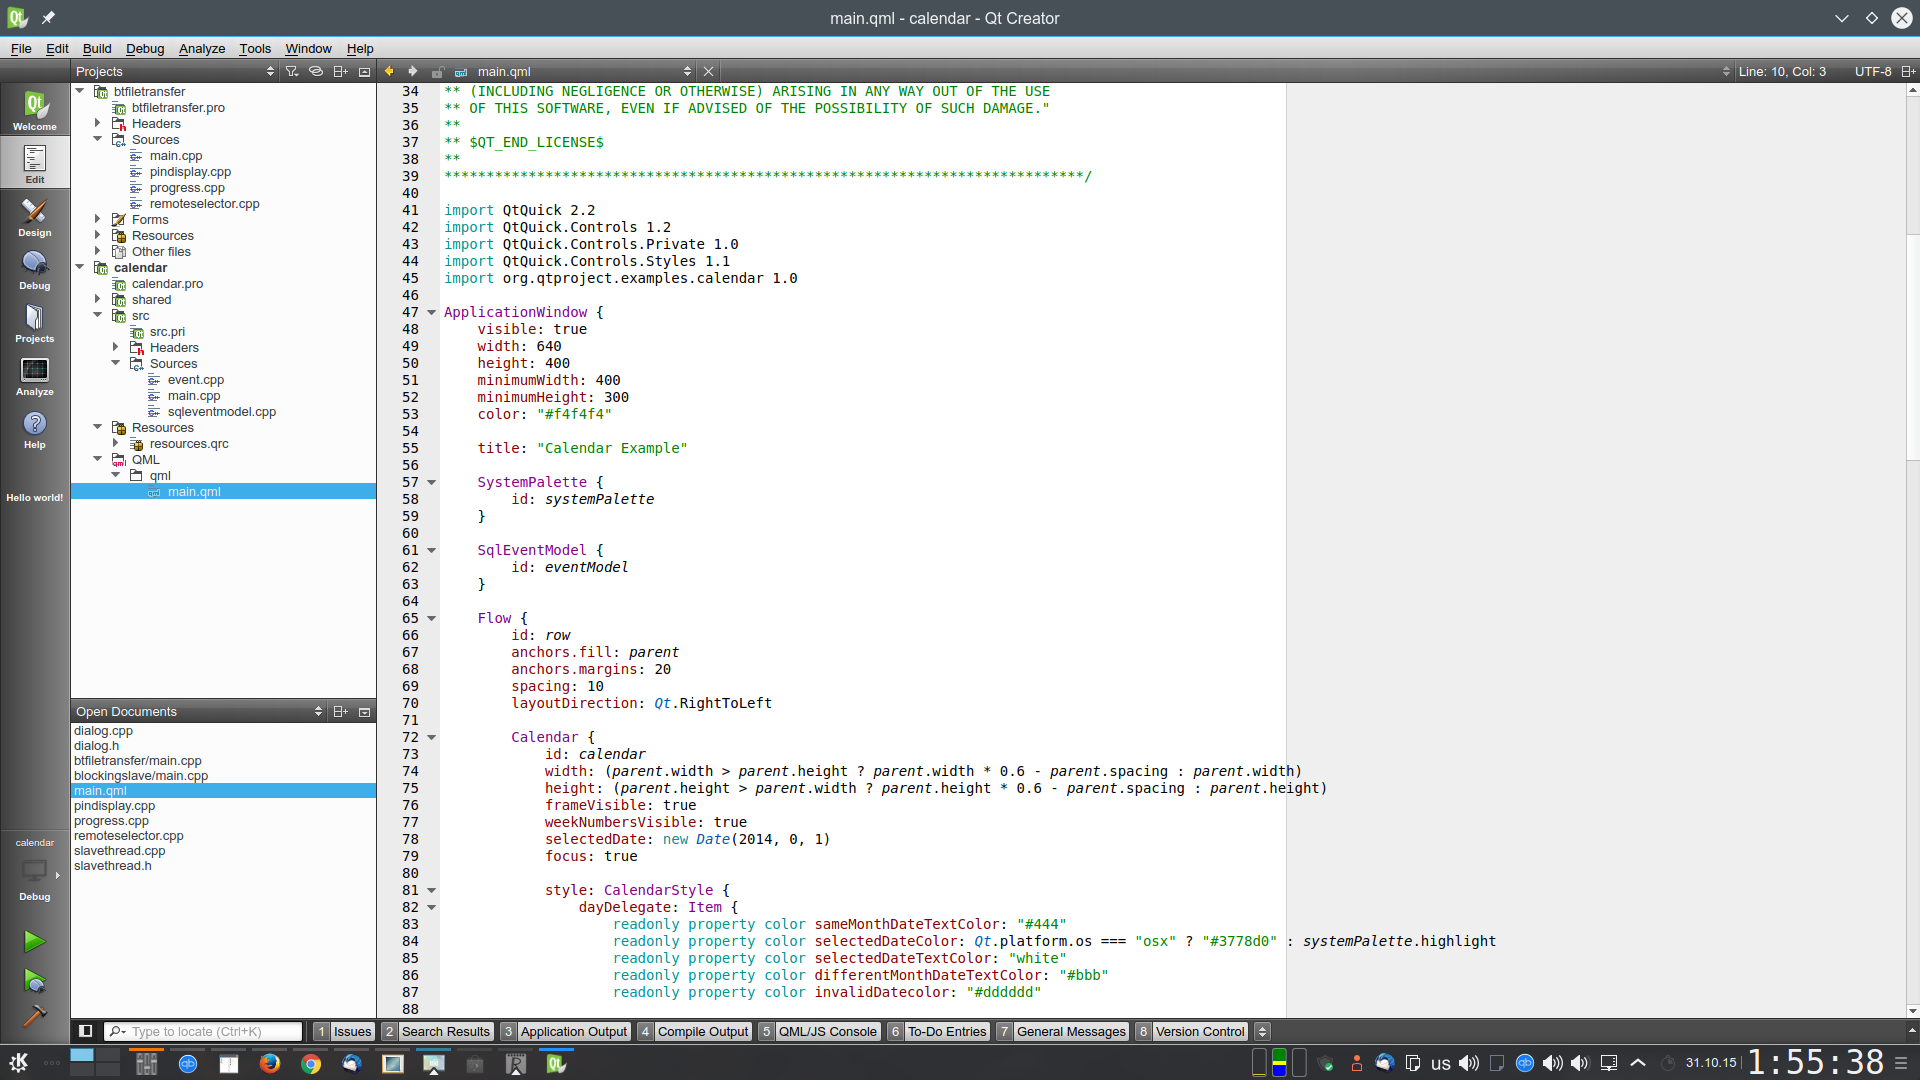 main.qml - calendar - Qt Creator
File Edit Build Debug Analyze Tools Window Help
Projects
main.qml
Line: 10, Col: 3
UTF-8
Welcome
Edit
Design
Debug
Projects
Analyze
Help
Hello world!
calendar
Debug
btfiletransfer
btfiletransfer.pro
Headers
Sources
main.cpp
pindisplay.cpp
progress.cpp
remoteselector.cpp
Forms
Resources
Other files
calendar
calendar.pro
shared
src
src.pri
Headers
Sources
event.cpp
main.cpp
sqleventmodel.cpp
Resources
resources.qrc
QML
qml
main.qml
Open Documents
dialog.cpp
dialog.h
btfiletransfer/main.cpp
blockingslave/main.cpp
main.qml
pindisplay.cpp
progress.cpp
remoteselector.cpp
slavethread.cpp
slavethread.h
34 ** (INCLUDING NEGLIGENCE OR OTHERWISE) ARISING IN ANY WAY OUT OF THE USE
35 ** OF THIS SOFTWARE, EVEN IF ADVISED OF THE POSSIBILITY OF SUCH DAMAGE."
36 **
37 ** $QT_END_LICENSE$
38 **
39 ****************************************************************************/
40
41 import QtQuick 2.2
42 import QtQuick.Controls 1.2
43 import QtQuick.Controls.Private 1.0
44 import QtQuick.Controls.Styles 1.1
45 import org.qtproject.examples.calendar 1.0
46
47 ApplicationWindow {
48     visible: true
49     width: 640
50     height: 400
51     minimumWidth: 400
52     minimumHeight: 300
53     color: "#f4f4f4"
54
55     title: "Calendar Example"
56
57     SystemPalette {
58         id: systemPalette
59     }
60
61     SqlEventModel {
62         id: eventModel
63     }
64
65     Flow {
66         id: row
67         anchors.fill: parent
68         anchors.margins: 20
69         spacing: 10
70         layoutDirection: Qt.RightToLeft
71
72         Calendar {
73             id: calendar
74             width: (parent.width > parent.height ? parent.width * 0.6 - parent.spacing : parent.width)
75             height: (parent.height > parent.width ? parent.height * 0.6 - parent.spacing : parent.height)
76             frameVisible: true
77             weekNumbersVisible: true
78             selectedDate: new Date(2014, 0, 1)
79             focus: true
80
81             style: CalendarStyle {
82                 dayDelegate: Item {
83                     readonly property color sameMonthDateTextColor: "#444"
84                     readonly property color selectedDateColor: Qt.platform.os === "osx" ? "#3778d0" : systemPalette.highlight
85                     readonly property color selectedDateTextColor: "white"
86                     readonly property color differentMonthDateTextColor: "#bbb"
87                     readonly property color invalidDatecolor: "#dddddd"
88
Type to locate (Ctrl+K)
1 Issues 2 Search Results 3 Application Output 4 Compile Output 5 QML/JS Console 6 To-Do Entries 7 General Messages 8 Version Control
us
31.10.15
1:55:38